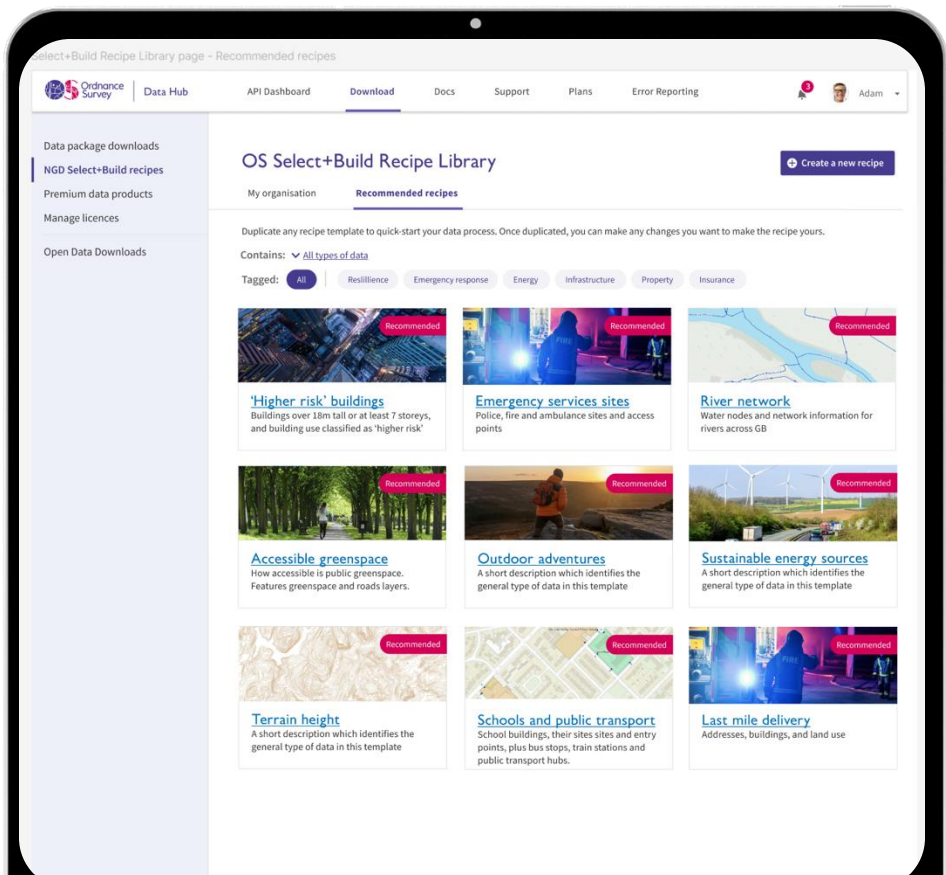 Select+Build Recipe Library page - Recommended recipes
Ordnance
Survey
Data Hub
API Dashboard
Download
Docs
Support
Plans
Error Reporting
3
Adam
Data package downloads
NGD Select+Build recipes
Premium data products
Manage licences
Open Data Downloads
OS Select+Build Recipe Library
Create a new recipe
My organisation
Recommended recipes
Duplicate any recipe template to quick-start your data process. Once duplicated, you can make any changes you want to make the recipe yours.
Contains: All types of data
Tagged: All Reslillience Emergency response Energy Infrastructure Property Insurance
Recommended
'Higher risk' buildings
Buildings over 18m tall or at least 7 storeys,
and building use classified as 'higher risk'
Recommended
FIRE
Emergency services sites
Police, fire and ambulance sites and access
points
Recommended
River network
Water nodes and network information for
rivers across GB
Recommended
Accessible greenspace
How accessible is public greenspace.
Features greenspace and roads layers.
Recommended
Outdoor adventures
A short description which identifies the
general type of data in this template
Recommended
Sustainable energy sources
A short description which identifies the
general type of data in this template
Recommended
Terrain height
A short description which identifies the
general type of data in this template
Recommended
Schools and public transport
School buildings, their sites sites and entry
points, plus bus stops, train stations and
public transport hubs.
Recommended
FIRE
Last mile delivery
Addresses, buildings, and land use